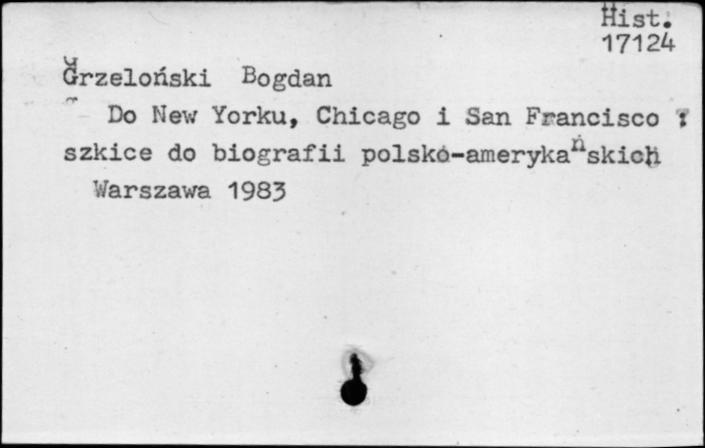 Hist.
17124
Grzeloński Bogdan
Do New Yorku, Chicago i San Francisco :
szkice do biografii polsko-amerykańskich
Warszawa 1983